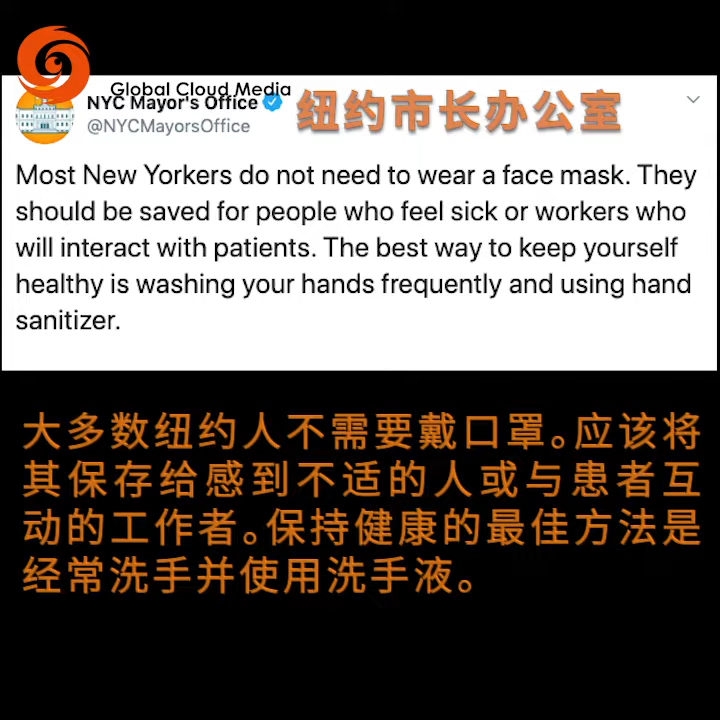 Global Cloud Media
NYC Mayor's Office
@NYCMayorsOffice
纽约市长办公室
Most New Yorkers do not need to wear a face mask. They
should be saved for people who feel sick or workers who
will interact with patients. The best way to keep yourself
healthy is washing your hands frequently and using hand
sanitizer.
大多数纽约人不需要戴口罩。应该将
其保存给感到不适的人或与患者互
动的工作者。保持健康的最佳方法是
经常洗手并使用洗手液。